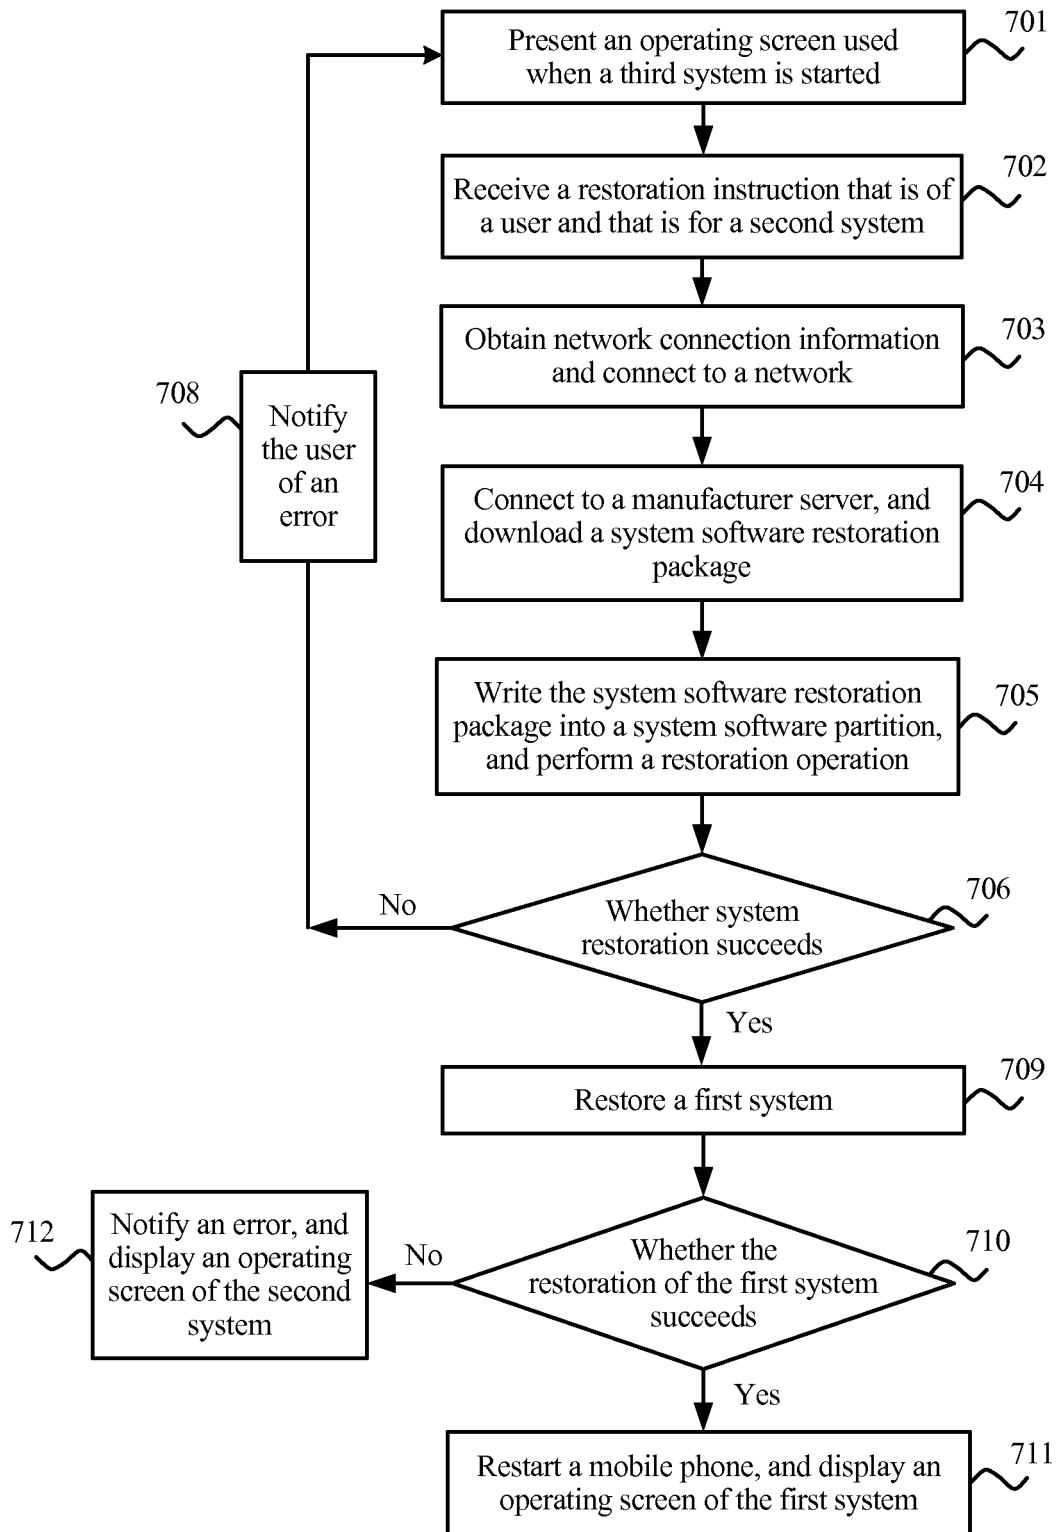 701
Present an operating screen used
when a third system is started
702
Receive a restoration instruction that is of
a user and that is for a second system
703
Obtain network connection information
and connect to a network
708
Notify
the user
of an
error
704
Connect to a manufacturer server, and
download a system software restoration
package
705
Write the system software restoration
package into a system software partition,
and perform a restoration operation
706
No
Whether system
restoration succeeds
Yes
709
Restore a first system
712
Notify an error, and
display an operating
screen of the second
system
No
710
Whether the
restoration of the first system
succeeds
Yes
711
Restart a mobile phone, and display an
operating screen of the first system